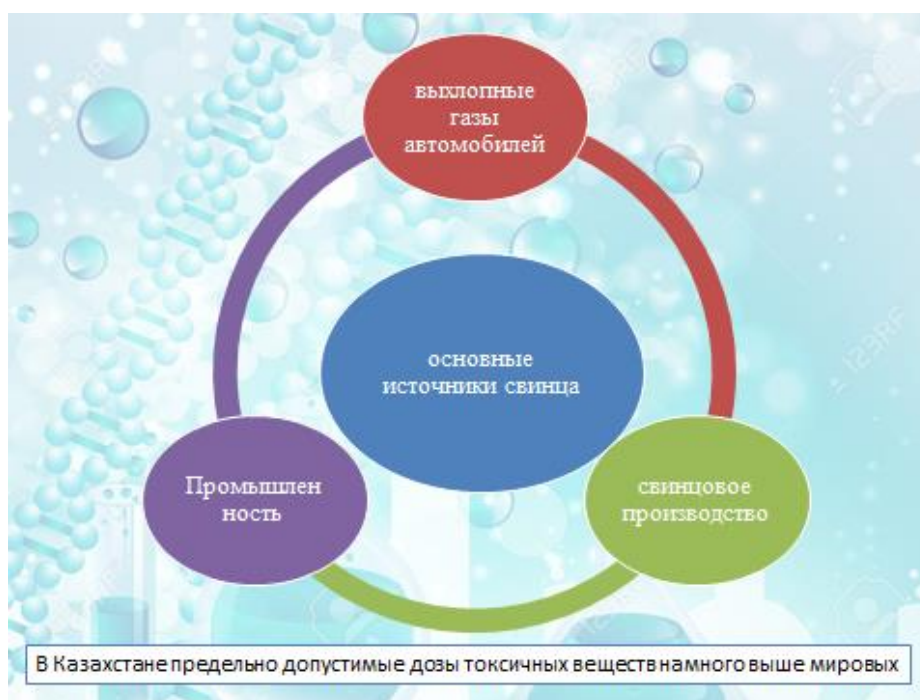 выхлопные
газы
автомобилей
основные
источники свинца
Промышлен
ность
свинцовое
производство
123RF
В Казахстане предельно допустимые дозы токсичных веществ намного выше мировых